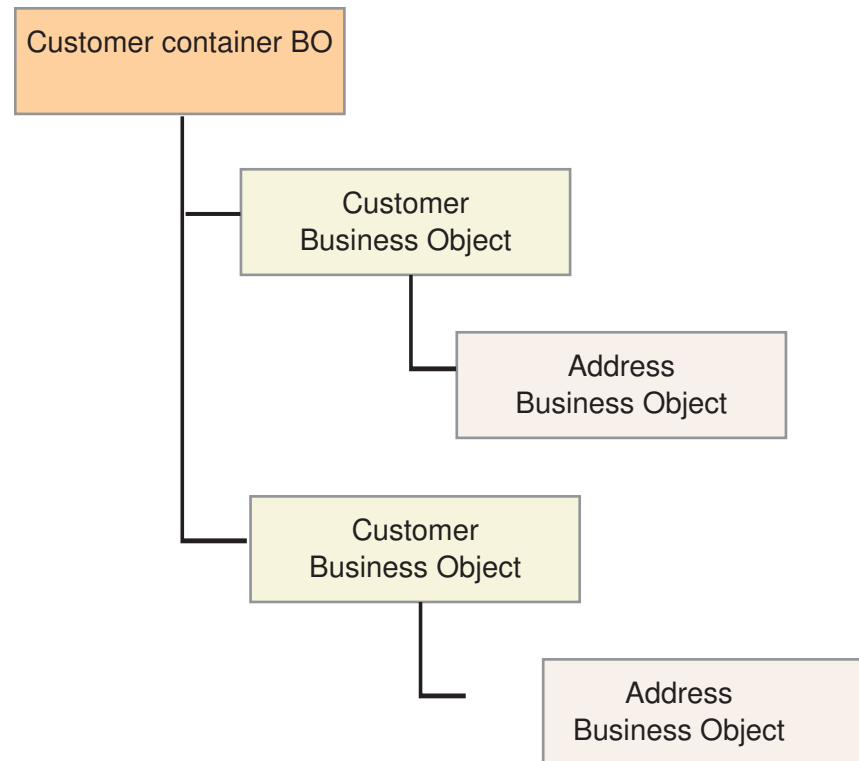 Customer container BO
Customer
Business Object
Address
Business Object
Customer
Business Object
Address
Business Object